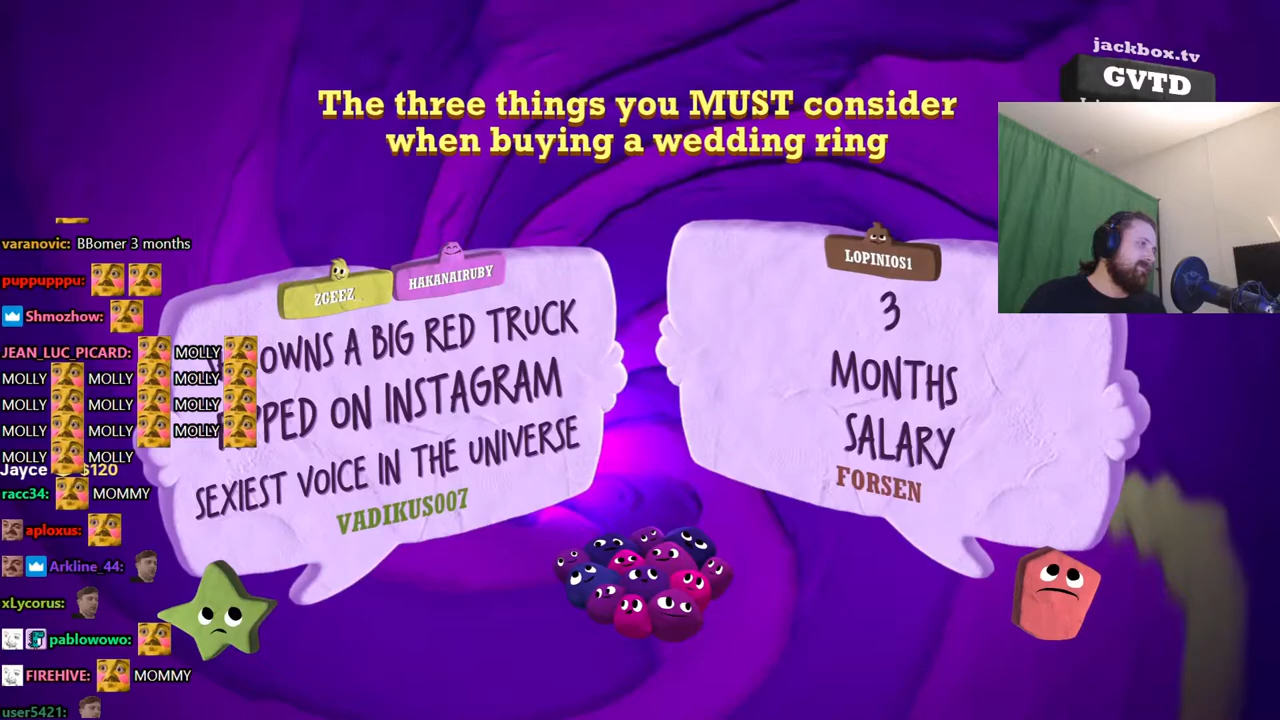 jackbox.tv
GVTD
The three things you MUST consider
when buying a wedding ring
ZGEEZ
HAKANAIRUBY
OWNS A BIG RED TRUCK
ON INSTAGRAM
SEXIEST VOICE IN THE UNIVERSE
VADIKUS007
LOPINIOS1
3
MONTHS
SALARY
FORSEN
varanovic: BBomer 3 months
puppupppu:
Shmozhow:
JEAN_LUC_PICARD: MOLLY
MOLLY MOLLY MOLLY
MOLLY MOLLY MOLLY
MOLLY MOLLY MOLLY
MOLLY MOLLY
Jayce $120
racc34: MOMMY
aploxus:
Arkline_44:
xLycorus:
pablowowo:
FIREHlVE: MOMMY
user5421: